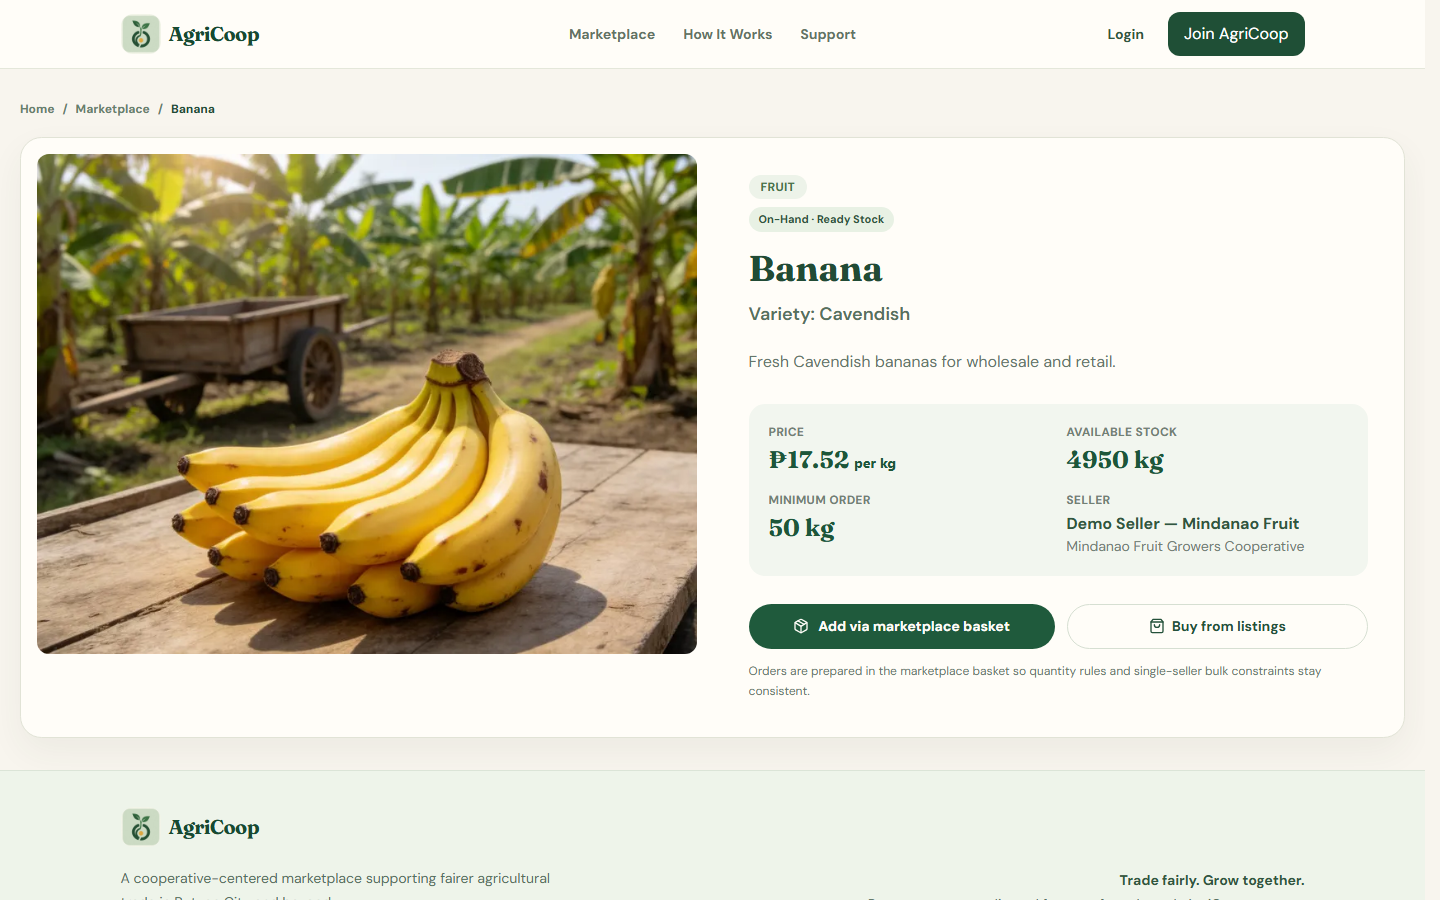 AgriCoop
Marketplace
How It Works
Support
Login
Join AgriCoop
Home / Marketplace / Banana
FRUIT
On-Hand · Ready Stock
Banana
Variety: Cavendish
Fresh Cavendish bananas for wholesale and retail.
PRICE
₱17.52 per kg
AVAILABLE STOCK
4950 kg
MINIMUM ORDER
50 kg
SELLER
Demo Seller — Mindanao Fruit
Mindanao Fruit Growers Cooperative
Add via marketplace basket
Buy from listings
Orders are prepared in the marketplace basket so quantity rules and single-seller bulk constraints stay
consistent.
AgriCoop
A cooperative-centered marketplace supporting fairer agricultural
Trade fairly. Grow together.